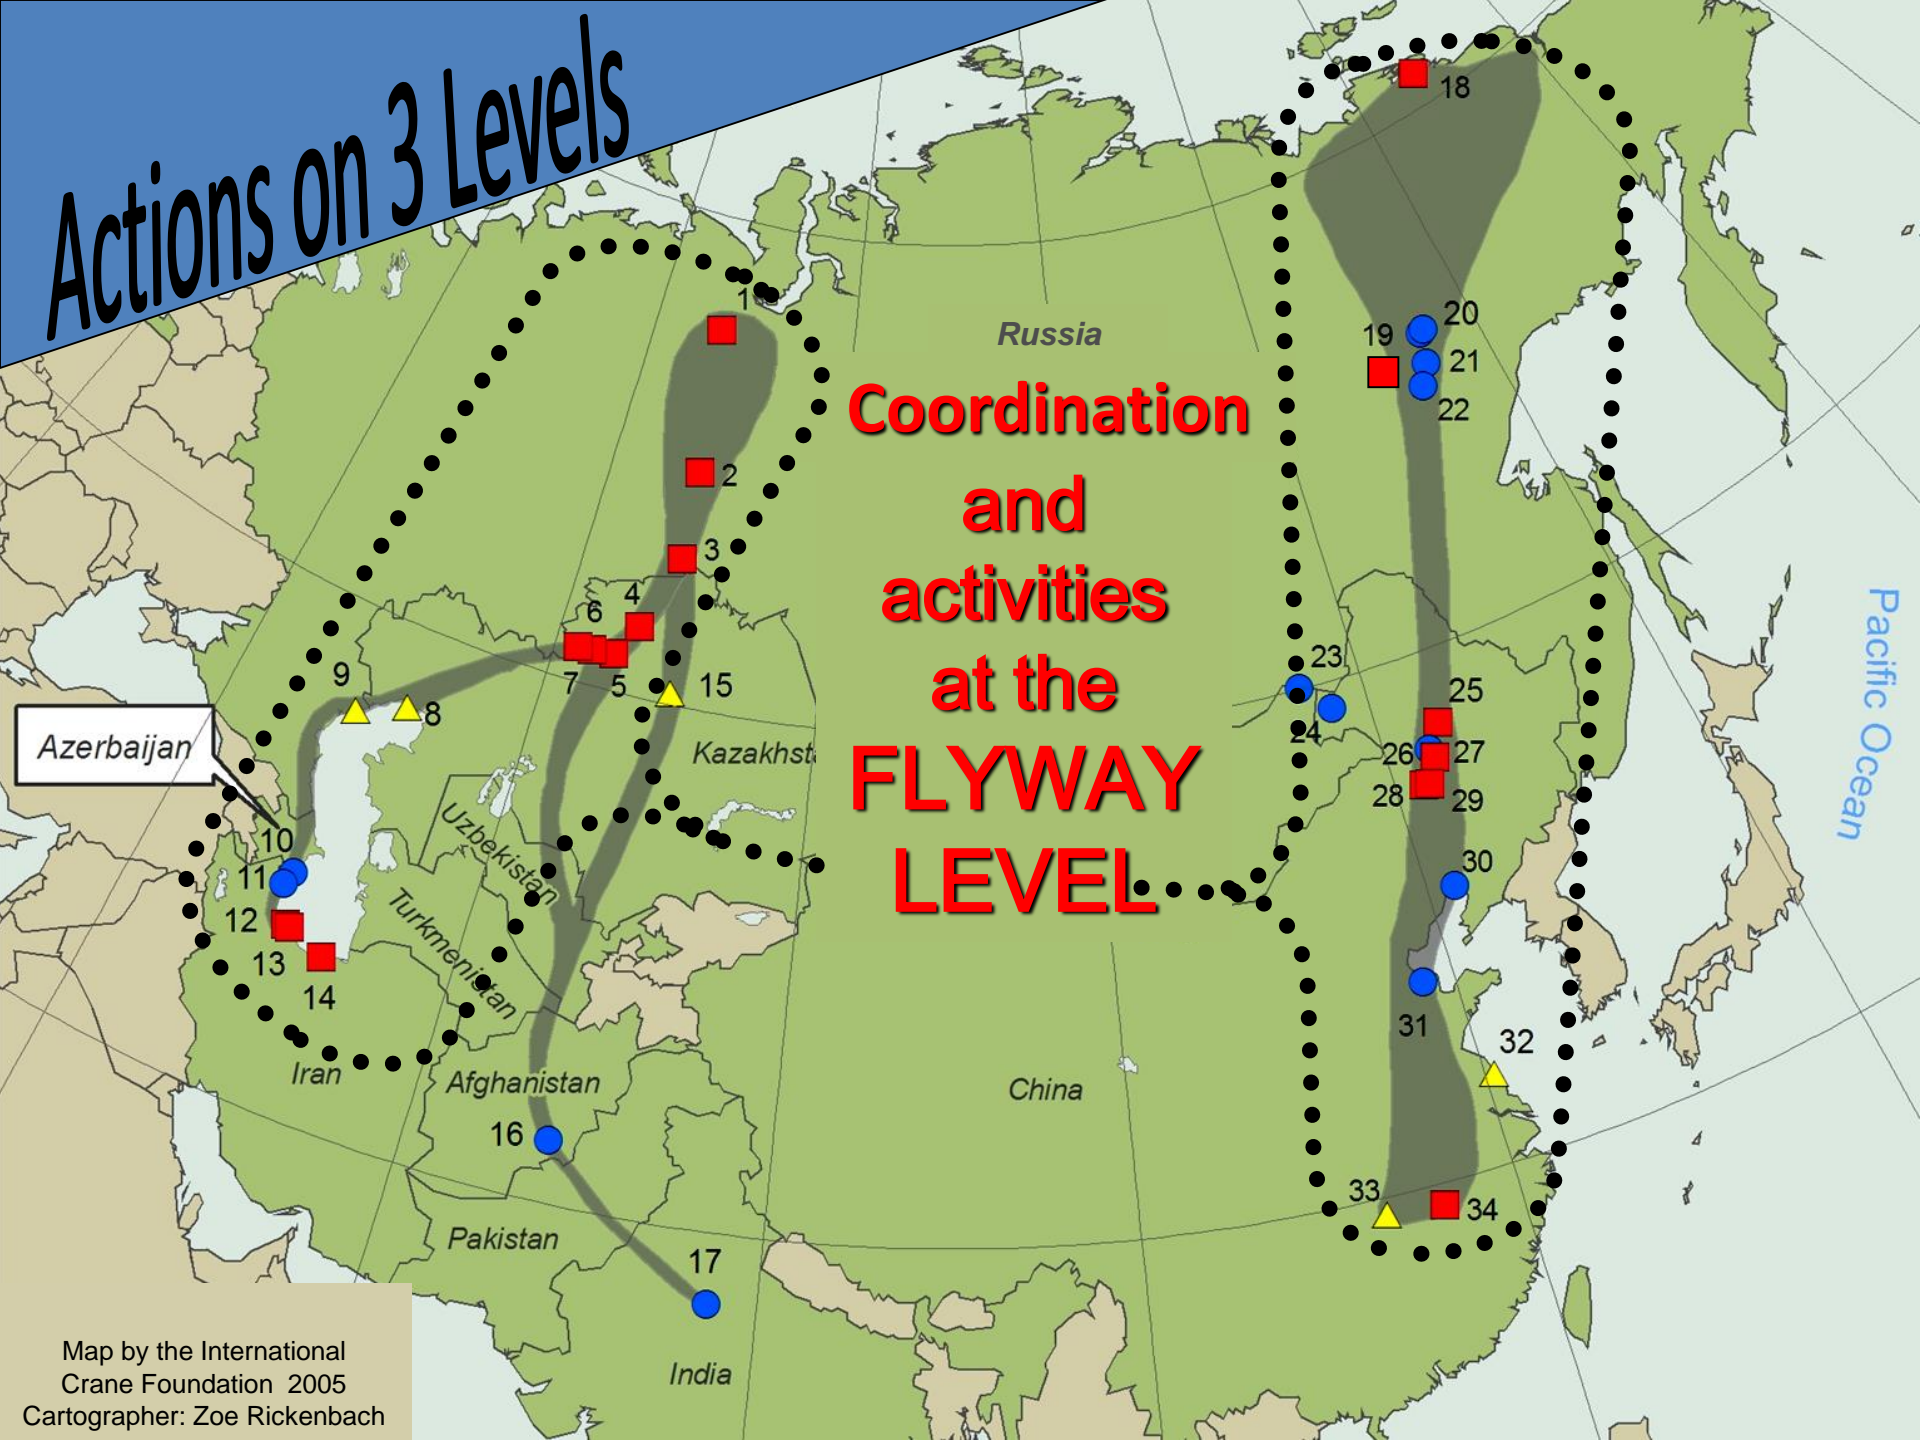 Actions on 3 Levels
Russia
Coordination
and
activities
at the
FLYWAY
LEVEL
1
2
3
4
6
7
5
15
9
8
Azerbaijan
10
11
12
13
14
Kazakhst
Uzbekistan
Turkmenistan
Iran
Afghanistan
16
Pakistan
17
India
China
18
19
20
21
22
23
24
25
26
27
28
29
30
31
32
33
34
Pacific Ocean
Map by the International
Crane Foundation 2005
Cartographer: Zoe Rickenbach